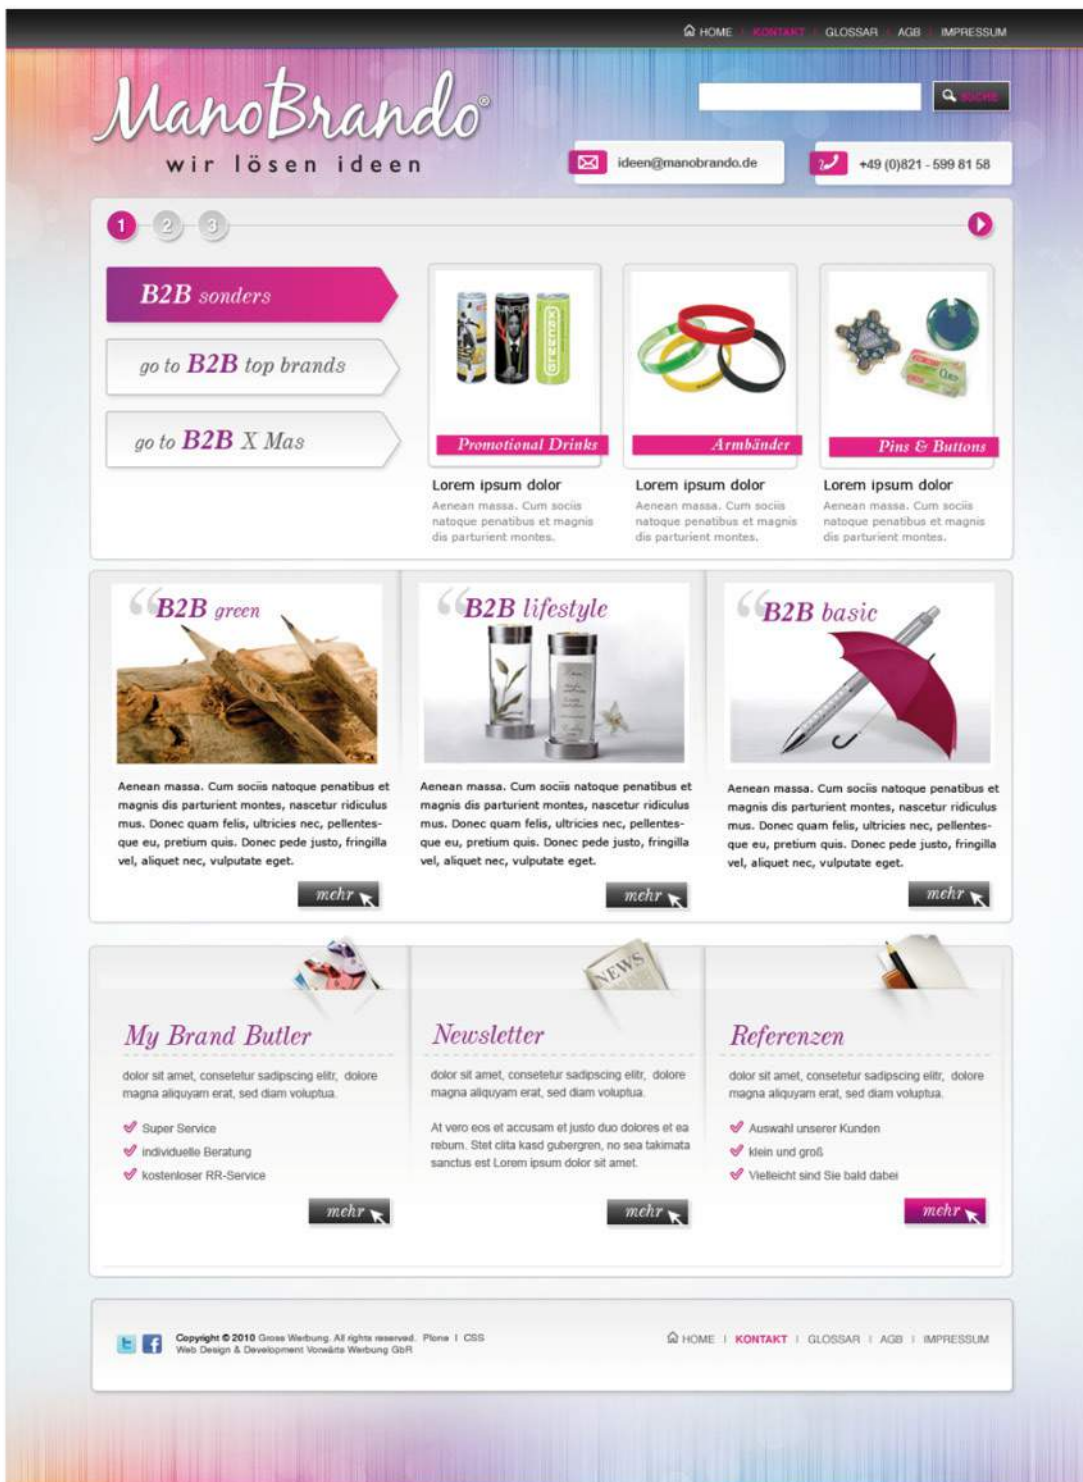 HOME | KONTAKT | GLOSSAR | AGB | IMPRESSUM
ManoBrando®
wir lösen ideen
SUCHE
ideen@manobrando.de
+49 (0)821 - 599 81 58
1 2 3
B2B sonders
go to B2B top brands
go to B2B X Mas
greenax
Promotional Drinks
Armbänder
Pins & Buttons
Lorem ipsum dolor
Aenean massa. Cum sociis
natoque penatibus et magnis
dis parturient montes.
Lorem ipsum dolor
Aenean massa. Cum sociis
natoque penatibus et magnis
dis parturient montes.
Lorem ipsum dolor
Aenean massa. Cum sociis
natoque penatibus et magnis
dis parturient montes.
“B2B green
“B2B lifestyle
“B2B basic
Aenean massa. Cum sociis natoque penatibus et
magnis dis parturient montes, nascetur ridiculus
mus. Donec quam felis, ultricies nec, pellentes-
que eu, pretium quis. Donec pede justo, fringilla
vel, aliquet nec, vulputate eget.
mehr
Aenean massa. Cum sociis natoque penatibus et
magnis dis parturient montes, nascetur ridiculus
mus. Donec quam felis, ultricies nec, pellentes-
que eu, pretium quis. Donec pede justo, fringilla
vel, aliquet nec, vulputate eget.
mehr
Aenean massa. Cum sociis natoque penatibus et
magnis dis parturient montes, nascetur ridiculus
mus. Donec quam felis, ultricies nec, pellentes-
que eu, pretium quis. Donec pede justo, fringilla
vel, aliquet nec, vulputate eget.
mehr
My Brand Butler
dolor sit amet, consetetur sadipscing elitr, dolore
magna aliquyam erat, sed diam voluptua.
Super Service
individuelle Beratung
kostenloser RR-Service
mehr
NEWS
Newsletter
dolor sit amet, consetetur sadipscing elitr, dolore
magna aliquyam erat, sed diam voluptua.
At vero eos et accusam et justo duo dolores et ea
rebum. Stet clita kasd gubergren, no sea takimata
sanctus est Lorem ipsum dolor sit amet.
mehr
Referenzen
dolor sit amet, consetetur sadipscing elitr, dolore
magna aliquyam erat, sed diam voluptua.
Auswahl unserer Kunden
klein und groß
Vielleicht sind Sie bald dabei
mehr
Copyright © 2010 Gross Werbung. All rights reserved. Plone | CSS
Web Design & Development Vorwärts Werbung GbR
HOME | KONTAKT | GLOSSAR | AGB | IMPRESSUM